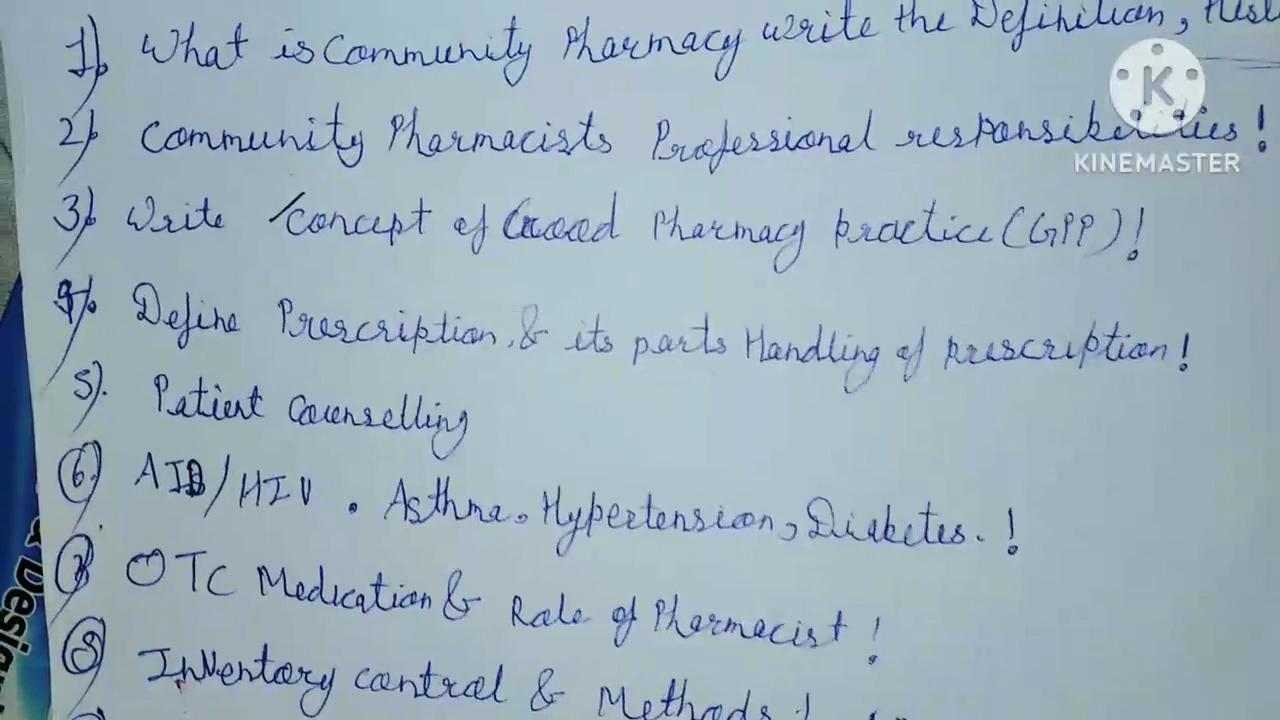 1) What is Community Pharmacy write the Definition,
K
KINEMASTER
2) Community Pharmacists Professional responsibilities!
3) Write concept of Good Pharmacy practice (GPP)!
4) Define Prescription & its parts Handling of prescription!
5). Patient Counselling
6. AID/HIV. Asthma, Hypertension, Diabetes.!
7 OTC Medication & Role of Pharmacist!
8 Inventory control & Methods!
& Design